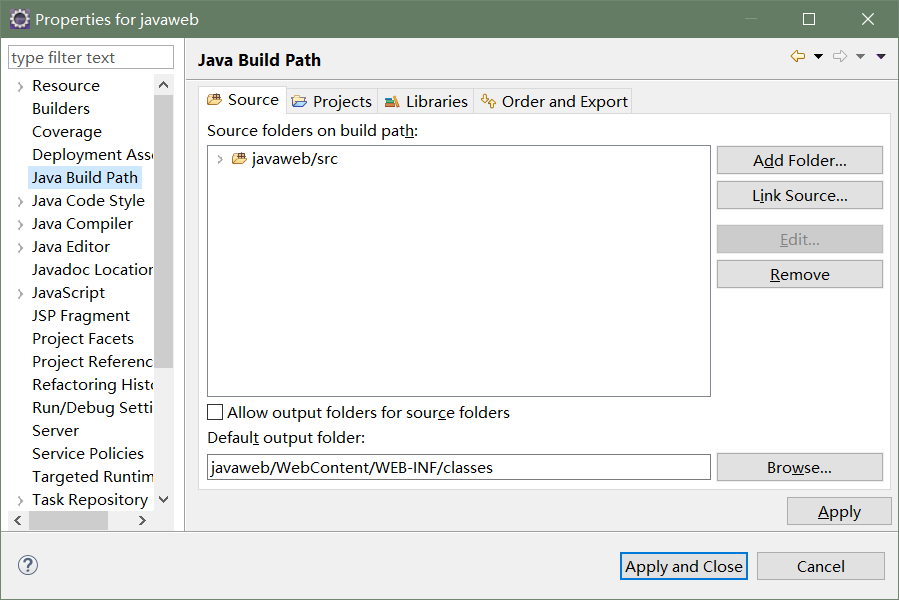 Properties for javaweb
type filter text
Resource
Builders
Coverage
Deployment Asse
Java Build Path
Java Code Style
Java Compiler
Java Editor
Javadoc Location
JavaScript
JSP Fragment
Project Facets
Project Referenc
Refactoring Histo
Run/Debug Setti
Server
Service Policies
Targeted Runtim
Task Repository
Java Build Path
Source
Projects
Libraries
Order and Export
Source folders on build path:
javaweb/src
Add Folder...
Link Source...
Edit...
Remove
Allow output folders for source folders
Default output folder:
javaweb/WebContent/WEB-INF/classes
Browse...
Apply
?
Apply and Close
Cancel